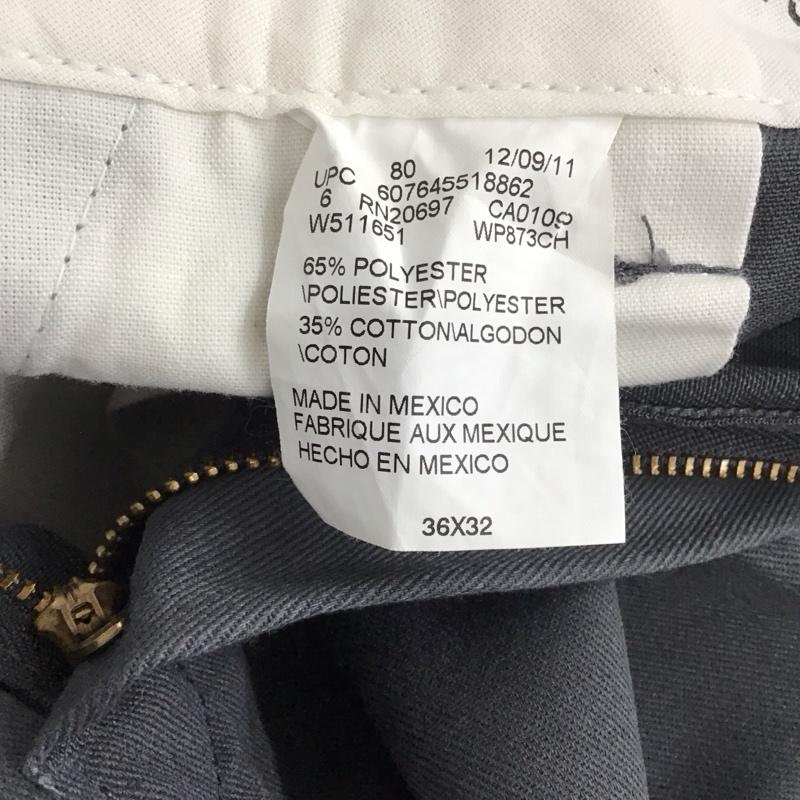 UPC 80 12/09/11
6 607645518862
RN20697 CA0109
W511651 WP873CH
65% POLYESTER
\POLIESTER\POLYESTER
35% COTTON\ALGODON
\COTON
MADE IN MEXICO
FABRIQUE AUX MEXIQUE
HECHO EN MEXICO
36X32